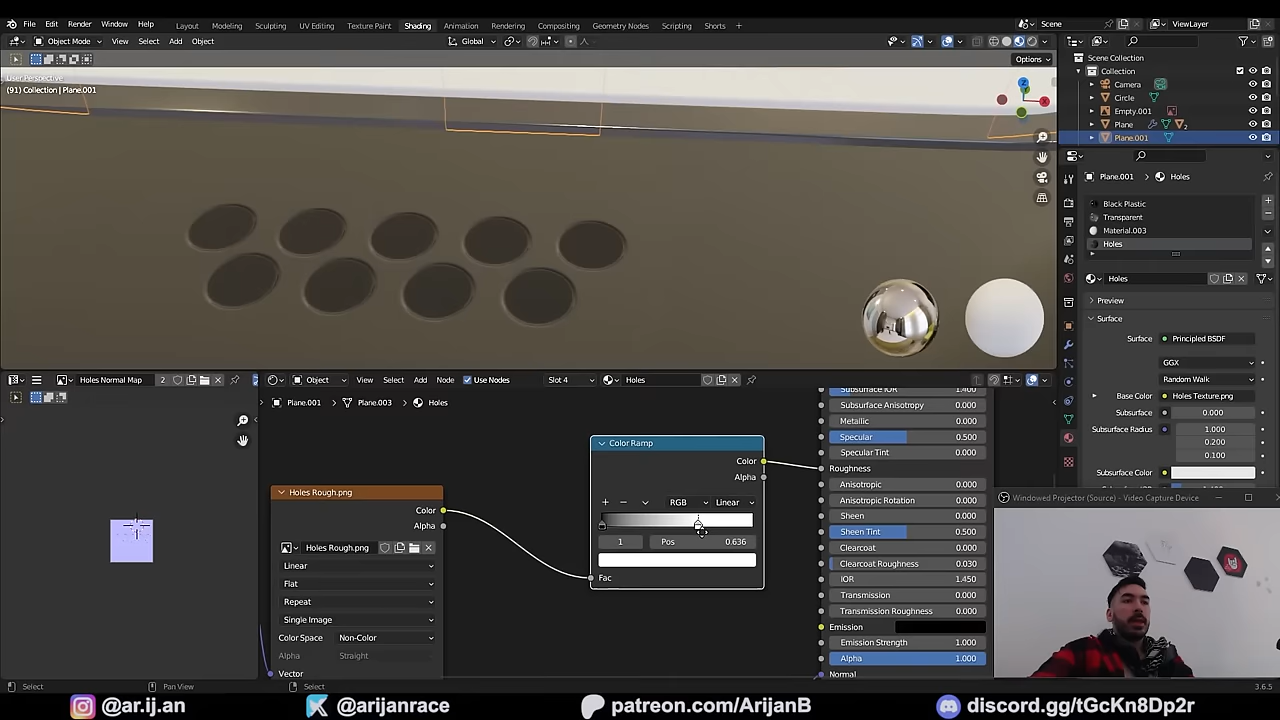 File Edit Render Window Help Layout Modeling Sculpting UV Editing Texture Paint Shading Animation Rendering Compositing Geometry Nodes Scripting Shorts + Scene ViewLayer
Object Mode View Select Add Object Global
Options
User Perspective
(91) Collection | Plane.001
Z
X
Scene Collection
Collection
Camera
Circle
Empty.001
Plane 2
Plane.001
Plane.001 > Holes
Black Plastic
Transparent
Material.003
Holes
Holes
Preview
Surface
Surface Principled BSDF
GGX
Random Walk
Base Color Holes Texture.png
Subsurface 0.000
Subsurface Radius 1.000
0.200
0.100
Subsurface Color
Holes Normal Map 2
Object View Select Add Node Use Nodes Slot 4 Holes
Plane.001 > Plane.003 > Holes
Holes Rough.png
Color
Alpha
Holes Rough.png
Linear
Flat
Repeat
Single Image
Color Space Non-Color
Alpha Straight
Vector
Color Ramp
Color
Alpha
RGB Linear
1 Pos 0.636
Fac
Subsurface IOR 1.400
Subsurface Anisotropy 0.000
Metallic 0.000
Specular 0.500
Specular Tint 0.000
Roughness
Anisotropic 0.000
Anisotropic Rotation 0.000
Sheen 0.000
Sheen Tint 0.500
Clearcoat 0.000
Clearcoat Roughness 0.030
IOR 1.450
Transmission 0.000
Transmission Roughness 0.000
Emission
Emission Strength 1.000
Alpha 1.000
Normal
Windowed Projector (Source) - Video Capture Device
Select Pan View Select 3.6.5
@ar.ij.an @arijanrace patreon.com/ArijanB discord.gg/tGcKn8Dp2r